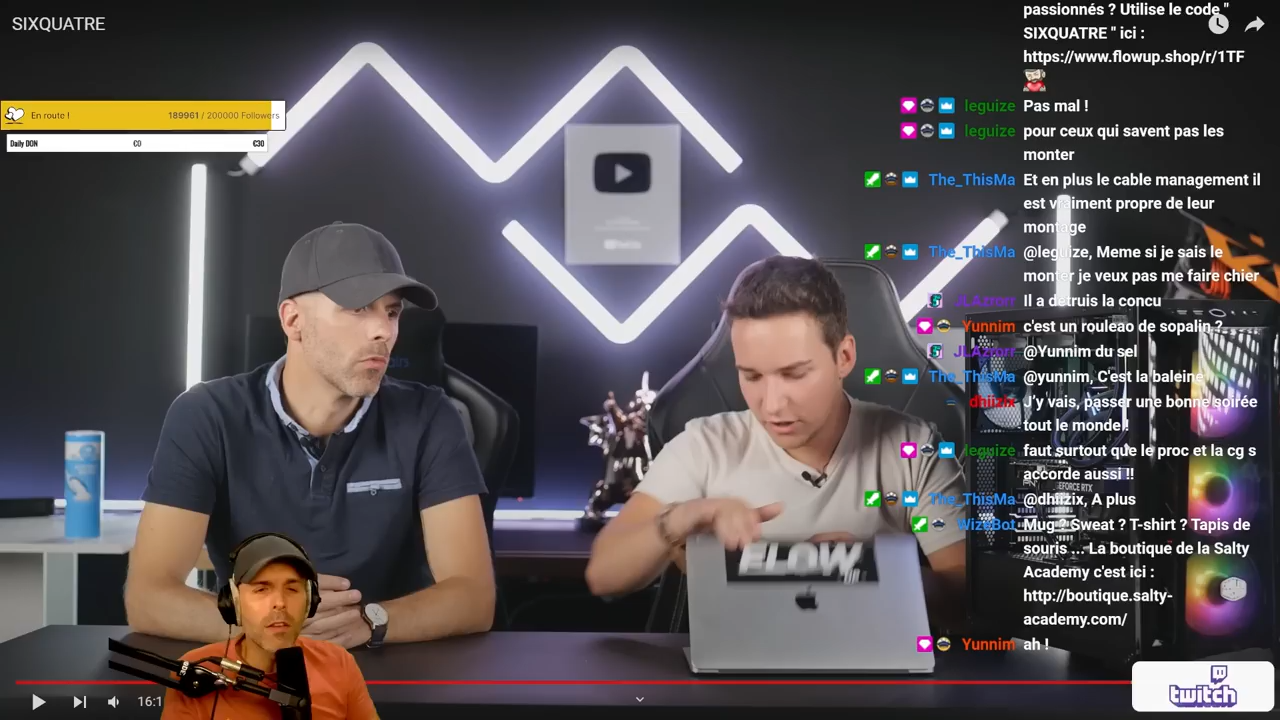 SIXQUATRE
En route !
189961 / 200000 Followers
Daily DON
€0
€30
passionnés ? Utilise le code "
SIXQUATRE " ici :
https://www.flowup.shop/r/1TF
leguize Pas mal !
leguize pour ceux qui savent pas les
monter
The_ThisMa Et en plus le cable management il
est vraiment propre de leur
montage
The_ThisMa @leguize, Meme si je sais le
monter je veux pas me faire chier
JLAzrorr Il a detruis la concu
Yunnim c'est un rouleao de sopalin ?
JLAzrorr @Yunnim du sel
The_ThisMa @yunnim, C'est la baleine
dhiizix J'y vais, passer une bonne soirée
tout le monde!
leguize faut surtout que le proc et la cg s
accorde aussi !!
The_ThisMa @dhiizix, A plus
WizeBot Mug ? Sweat ? T-shirt ? Tapis de
souris ... La boutique de la Salty
Academy c'est ici :
http://boutique.salty-
academy.com/
Yunnim ah !
FLOW
GEFORCE RTX
16:1
twitch